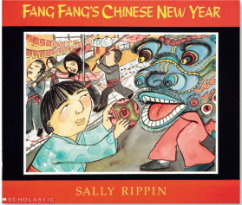 FANG FANG'S CHINESE NEW YEAR
SALLY RIPPIN
SCHOLASTIC